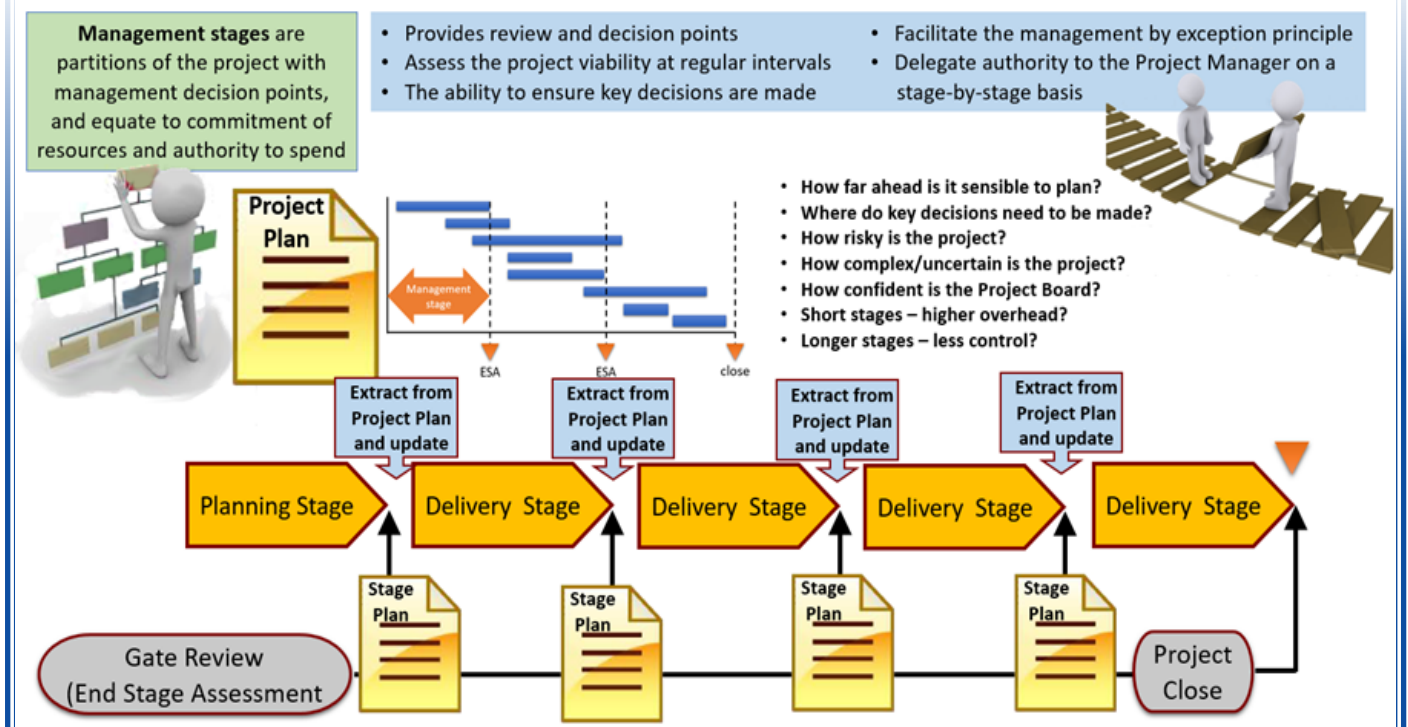 Management stages are
partitions of the project with
management decision points,
and equate to commitment of
resources and authority to spend
• Provides review and decision points
• Assess the project viability at regular intervals
• The ability to ensure key decisions are made
• Facilitate the management by exception principle
• Delegate authority to the Project Manager on a
stage-by-stage basis
Project
Plan
Management
stage
ESA
ESA
close
• How far ahead is it sensible to plan?
• Where do key decisions need to be made?
• How risky is the project?
• How complex/uncertain is the project?
• How confident is the Project Board?
• Short stages – higher overhead?
• Longer stages – less control?
Extract from
Project Plan
and update
Extract from
Project Plan
and update
Extract from
Project Plan
and update
Extract from
Project Plan
and update
Planning Stage
Delivery Stage
Delivery Stage
Delivery Stage
Delivery Stage
Stage
Plan
Stage
Plan
Stage
Plan
Stage
Plan
Gate Review
(End Stage Assessment
Project
Close